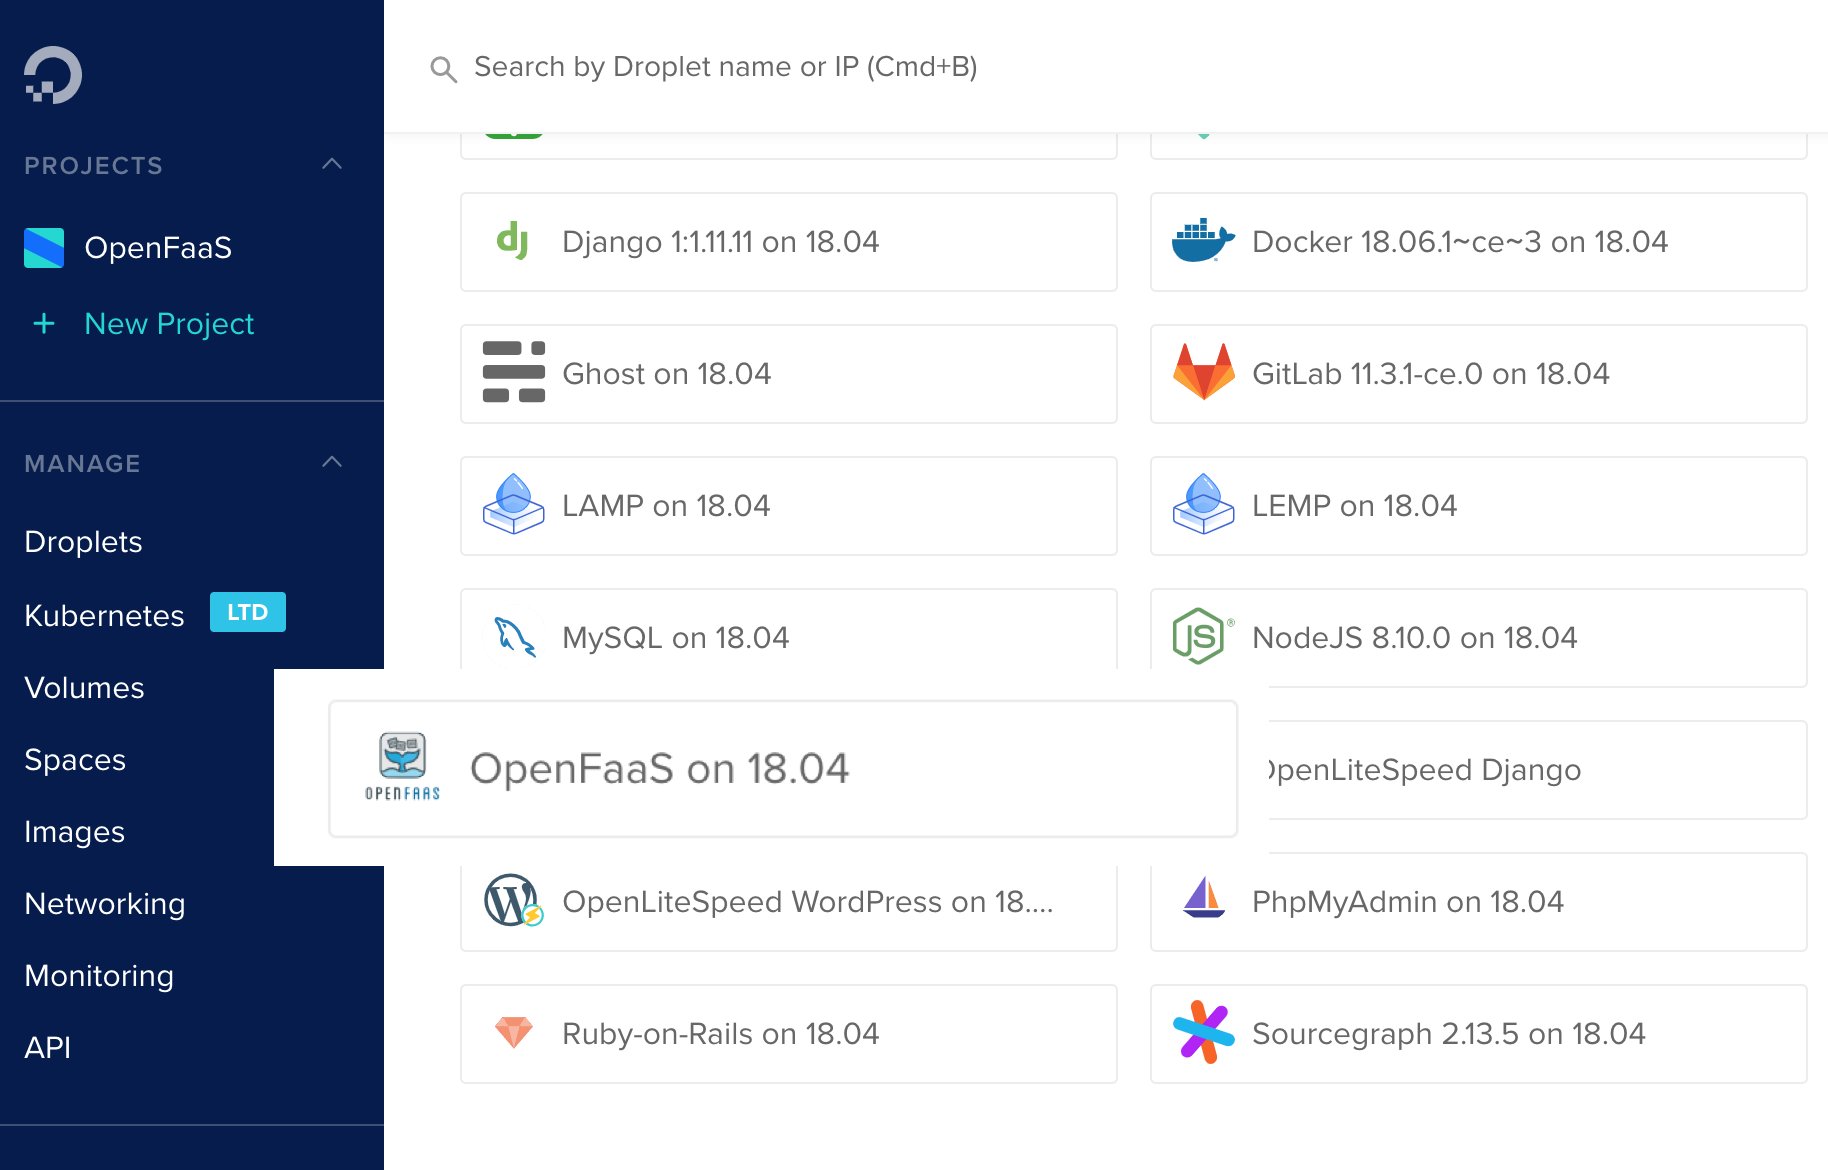 Search by Droplet name or IP (Cmd+B)
PROJECTS
OpenFaaS
+ New Project
MANAGE
Droplets
Kubernetes LTD
Volumes
Spaces
Images
Networking
Monitoring
API
dj Django 1:1.11.11 on 18.04
Docker 18.06.1~ce~3 on 18.04
Ghost on 18.04
GitLab 11.3.1-ce.0 on 18.04
LAMP on 18.04
LEMP on 18.04
MySQL on 18.04
JS® NodeJS 8.10.0 on 18.04
OPENFAAS OpenFaaS on 18.04
OpenLiteSpeed Django
W OpenLiteSpeed WordPress on 18....
PhpMyAdmin on 18.04
Ruby-on-Rails on 18.04
Sourcegraph 2.13.5 on 18.04